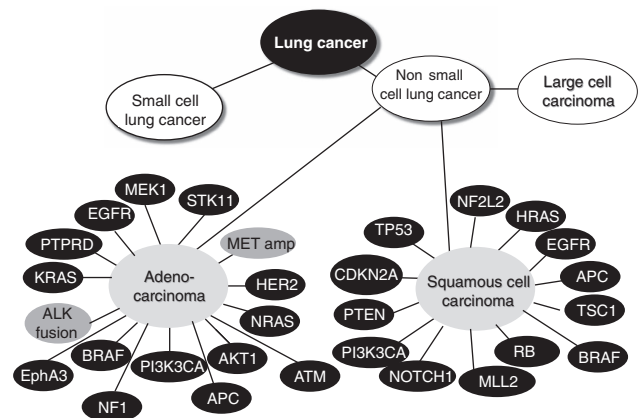 Lung cancer
Small cell
lung cancer
Non small
cell lung cancer
Large cell
carcinoma
MEK1
STK11
EGFR
PTPRD
MET amp
KRAS
Adeno-
carcinoma
HER2
ALK
fusion
NRAS
EphA3
BRAF
PI3K3CA
AKT1
ATM
NF1
APC
NF2L2
HRAS
TP53
EGFR
CDKN2A
Squamous cell
carcinoma
APC
PTEN
TSC1
PI3K3CA
RB
BRAF
NOTCH1
MLL2